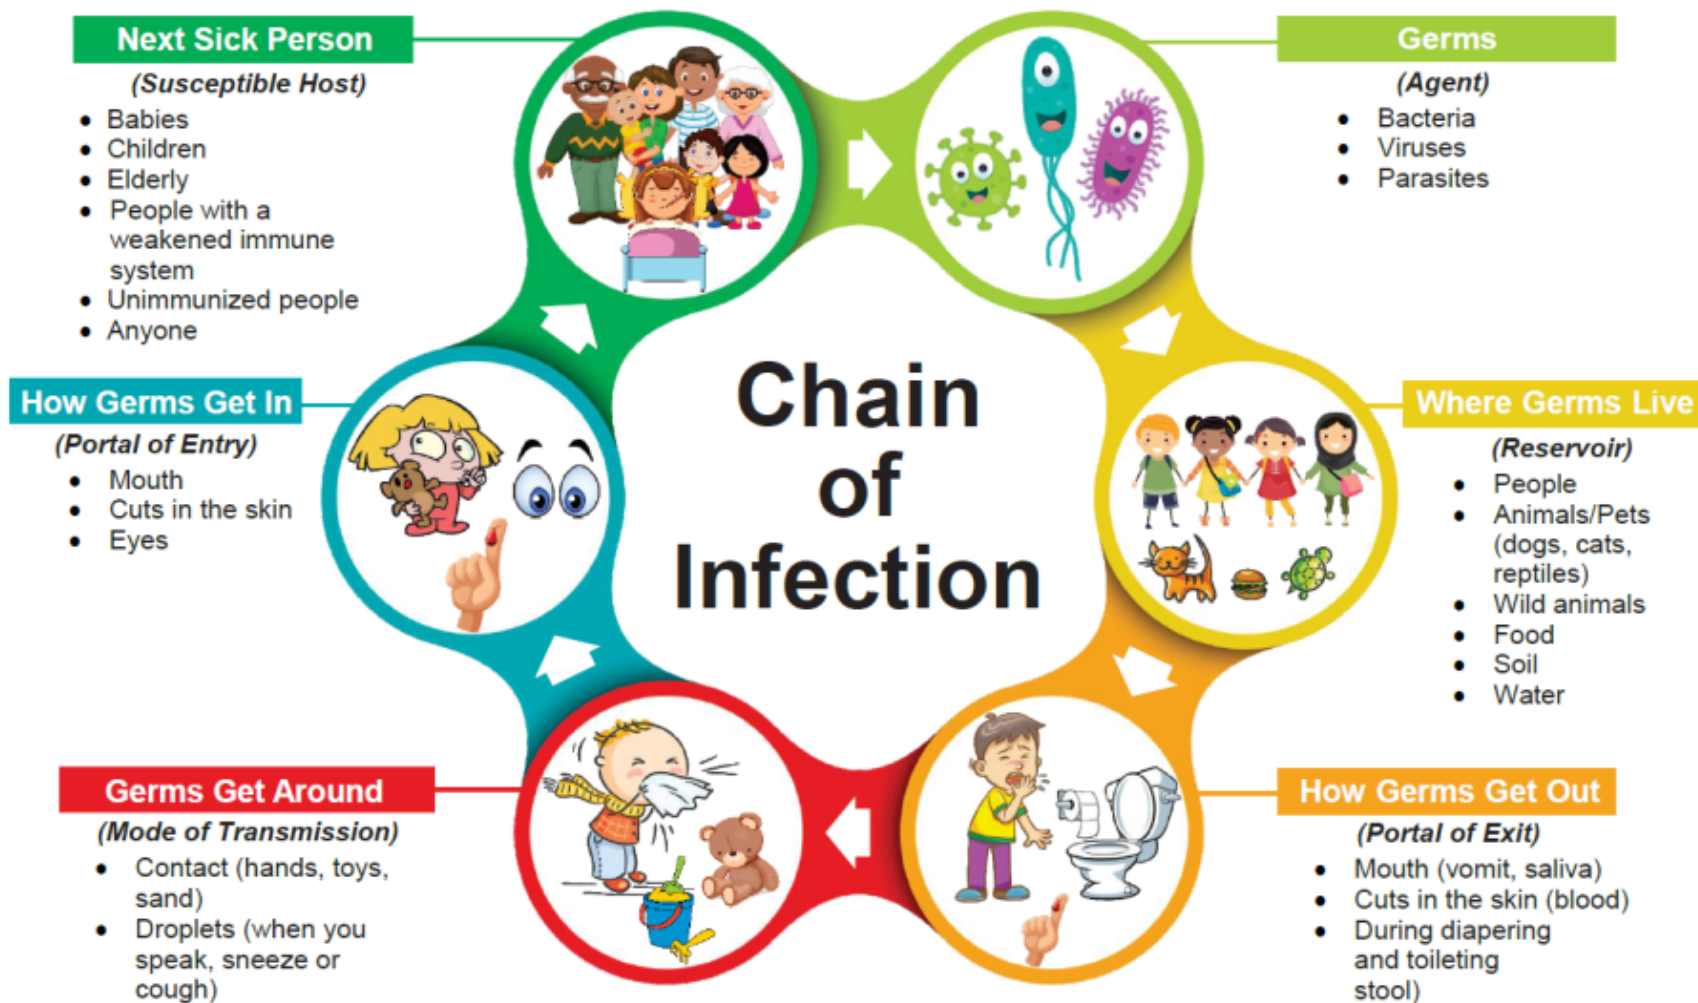 Chain
of
Infection
Germs
(Agent)
• Bacteria
• Viruses
• Parasites
Where Germs Live
(Reservoir)
• People
• Animals/Pets
(dogs, cats,
reptiles)
• Wild animals
• Food
• Soil
• Water
How Germs Get Out
(Portal of Exit)
• Mouth (vomit, saliva)
• Cuts in the skin (blood)
• During diapering
and toileting
stool)
Germs Get Around
(Mode of Transmission)
• Contact (hands, toys,
sand)
• Droplets (when you
speak, sneeze or
cough)
How Germs Get In
(Portal of Entry)
• Mouth
• Cuts in the skin
• Eyes
Next Sick Person
(Susceptible Host)
• Babies
• Children
• Elderly
• People with a
weakened immune
system
• Unimmunized people
• Anyone